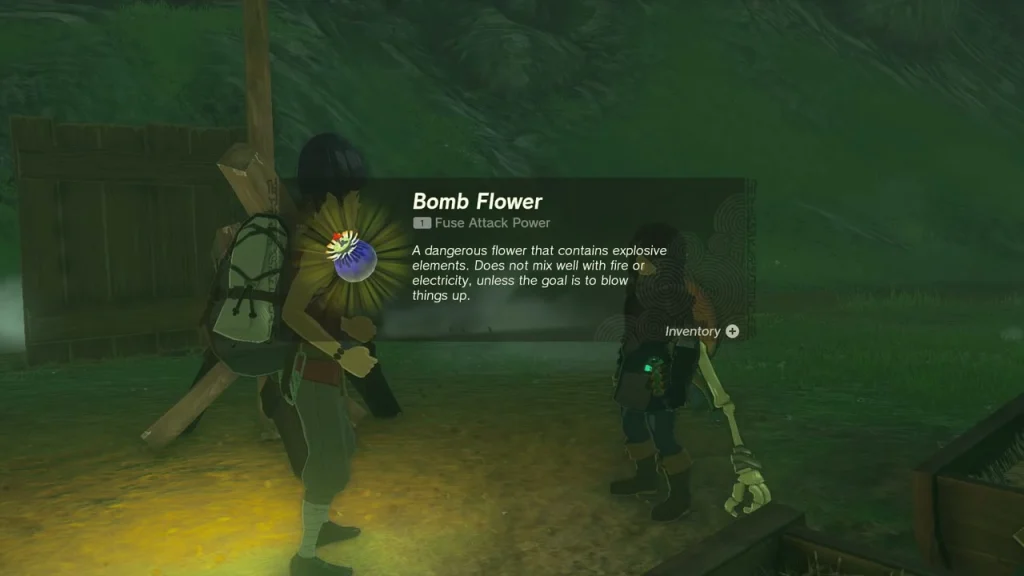 Bomb Flower
1 Fuse Attack Power
A dangerous flower that contains explosive
elements. Does not mix well with fire or
electricity, unless the goal is to blow
things up.
Inventory +